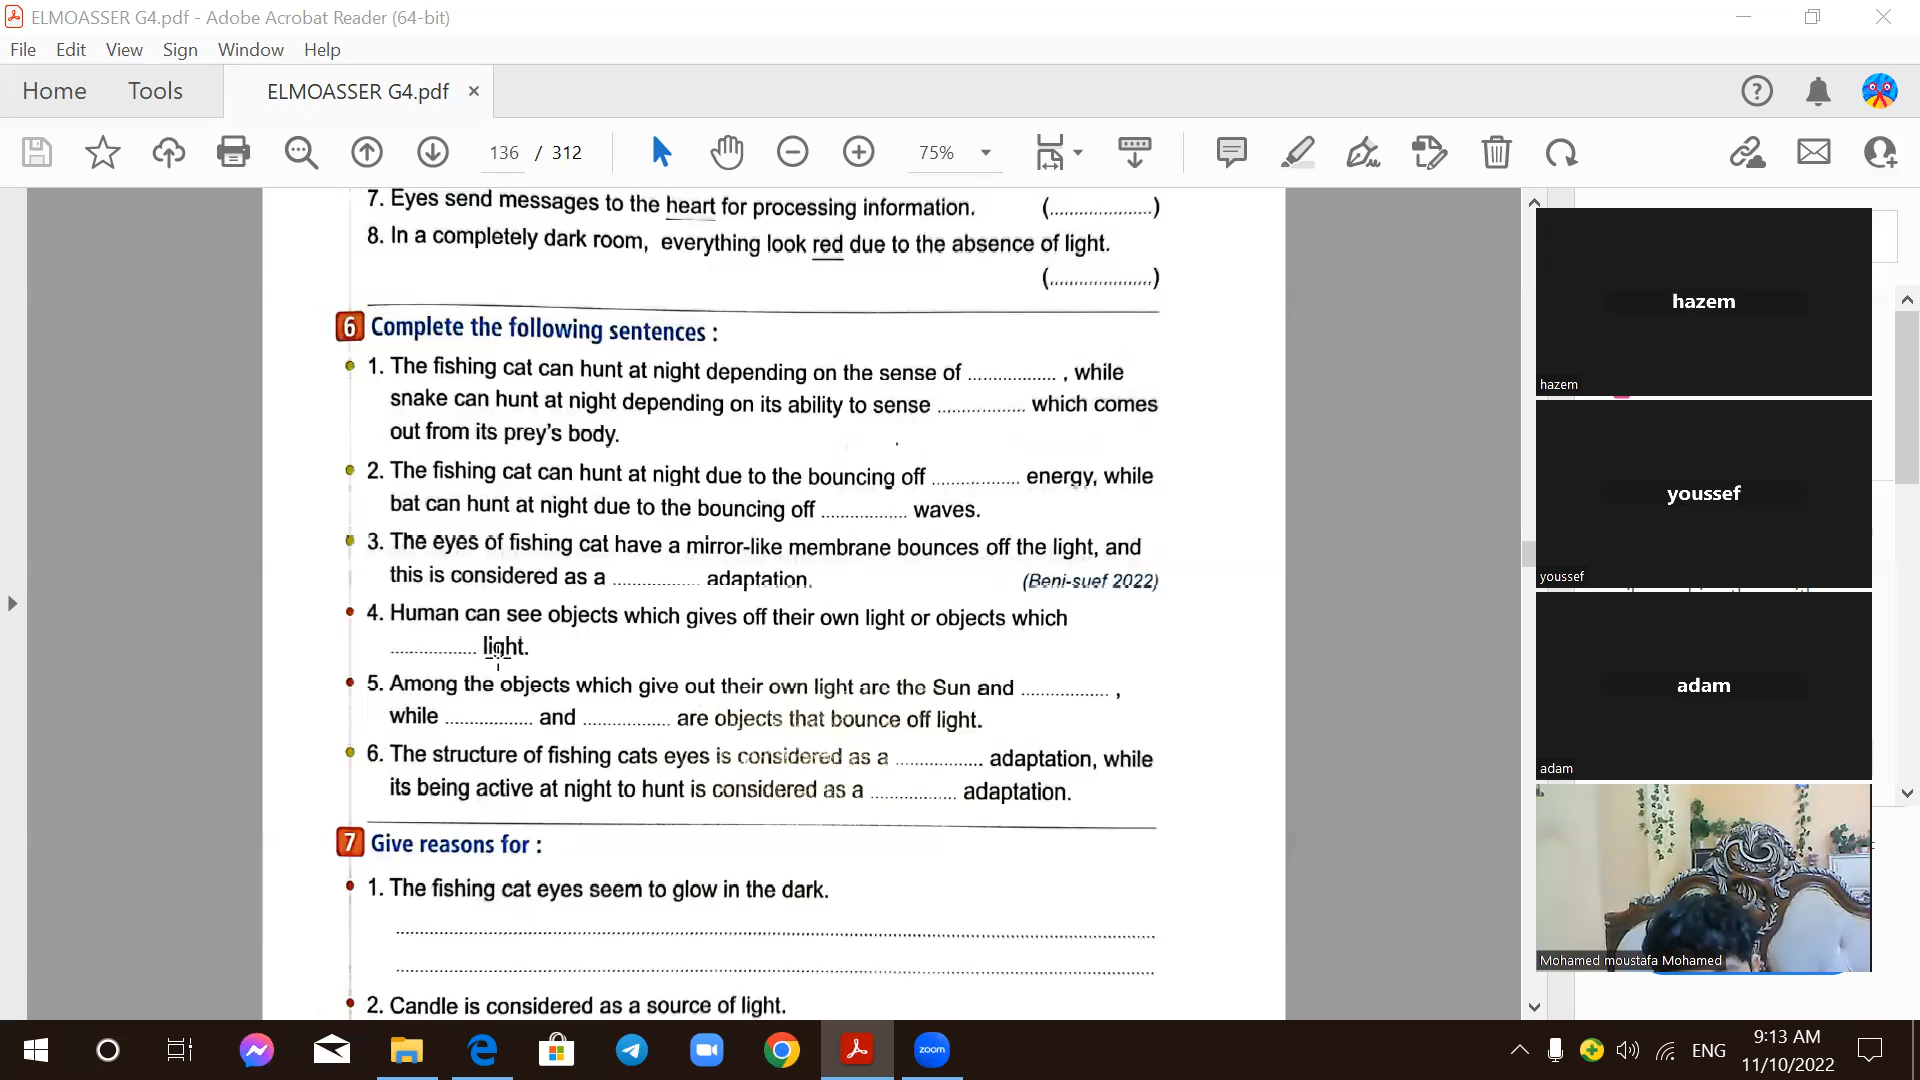 ELMOASSER G4.pdf - Adobe Acrobat Reader (64-bit)
File Edit View Sign Window Help
Home Tools ELMOASSER G4.pdf ×
136 / 312 75%
7. Eyes send messages to the heart for processing information. (....................)
8. In a completely dark room, everything look red due to the absence of light.
(....................)
6 Complete the following sentences :
1. The fishing cat can hunt at night depending on the sense of ................. , while
snake can hunt at night depending on its ability to sense ................. which comes
out from its prey's body.
2. The fishing cat can hunt at night due to the bouncing off ................. energy, while
bat can hunt at night due to the bouncing off ................. waves.
3. The eyes of fishing cat have a mirror-like membrane bounces off the light, and
this is considered as a ................. adaptation. (Beni-suef 2022)
4. Human can see objects which gives off their own light or objects which
................. light.
5. Among the objects which give out their own light are the Sun and ................. ,
while ................. and ................. are objects that bounce off light.
6. The structure of fishing cats eyes is considered as a ................. adaptation, while
its being active at night to hunt is considered as a ................. adaptation.
7 Give reasons for :
1. The fishing cat eyes seem to glow in the dark.
2. Candle is considered as a source of light.
hazem
hazem
youssef
youssef
adam
adam
Mohamed moustafa Mohamed
zoom
ENG
9:13 AM
11/10/2022